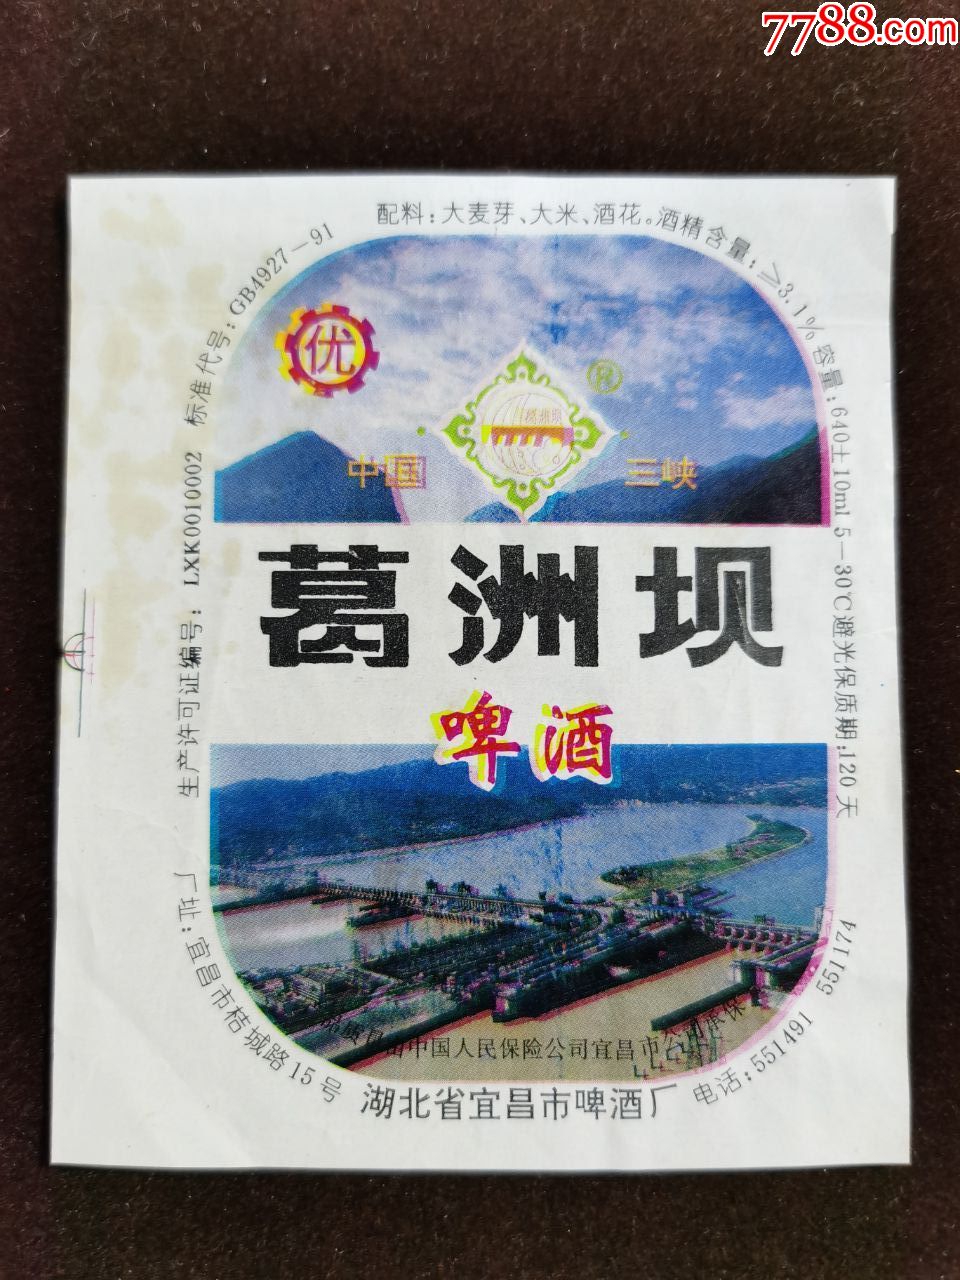 7788.com
配料:大麦芽、大米、酒花。酒精含量:≥3.1% 容量:640±10ml 5-30℃避光保质期:120天
生产许可证编号: LXK0010002 标准代号:GB4927-91
优
葛洲坝
®
中国 三峡
葛洲坝
啤酒
由中国人民保险公司宜昌市公司承保
厂址:宜昌市桔城路15号
湖北省宜昌市啤酒厂
电话:551491 551174